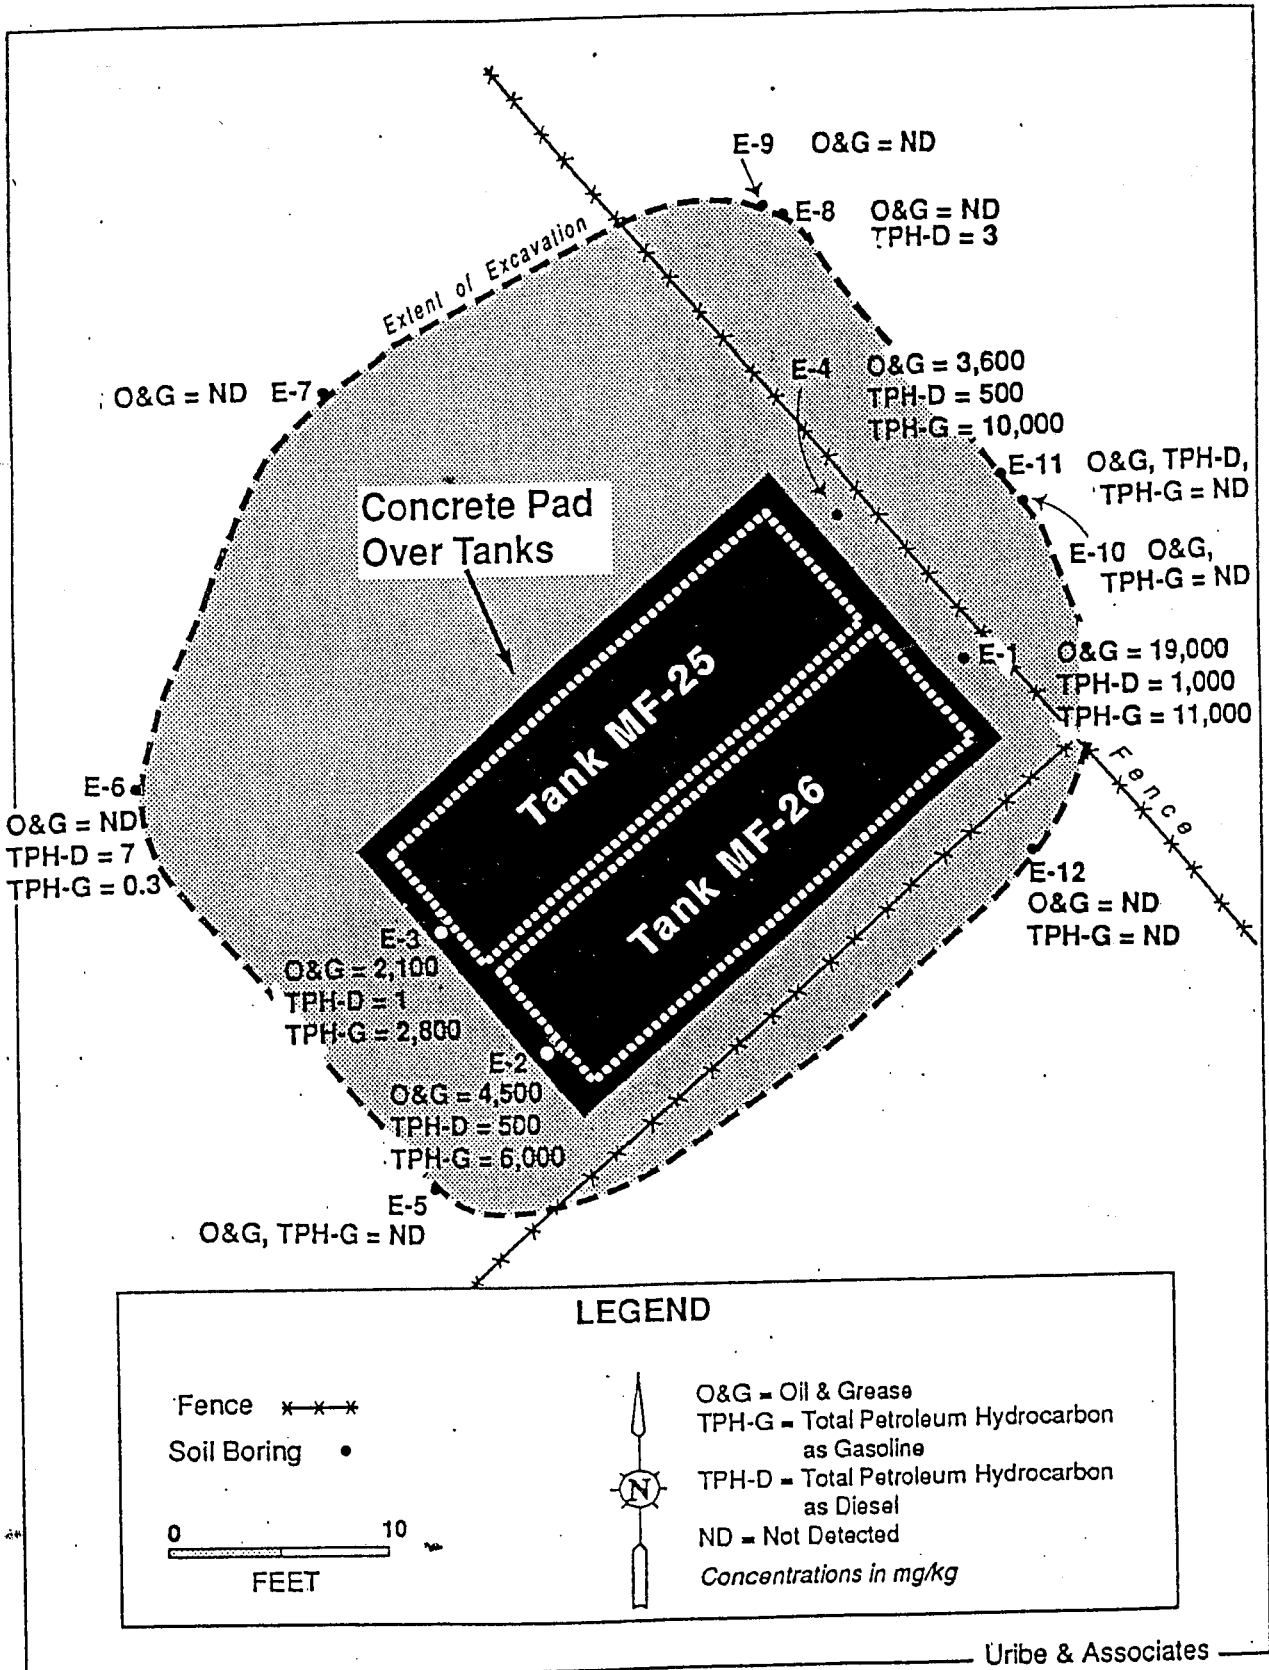 E-9 O&G = ND
E-8 O&G = ND
TPH-D = 3
Extent of Excavation
E-4 O&G = 3,600
TPH-D = 500
TPH-G = 10,000
O&G = ND E-7
E-11 O&G, TPH-D,
TPH-G = ND
Concrete Pad
Over Tanks
E-10 O&G,
TPH-G = ND
E-1 O&G = 19,000
TPH-D = 1,000
TPH-G = 11,000
Tank MF-25
Fence
E-6
O&G = ND
TPH-D = 7
TPH-G = 0.3
Tank MF-26
E-12
O&G = ND
TPH-G = ND
E-3
O&G = 2,100
TPH-D = 1
TPH-G = 2,800
E-2
O&G = 4,500
TPH-D = 500
TPH-G = 6,000
E-5
O&G, TPH-G = ND
LEGEND
Fence
Soil Boring
0 10
FEET
N
O&G = Oil & Grease
TPH-G = Total Petroleum Hydrocarbon
as Gasoline
TPH-D = Total Petroleum Hydrocarbon
as Diesel
ND = Not Detected
Concentrations in mg/kg
Uribe & Associates